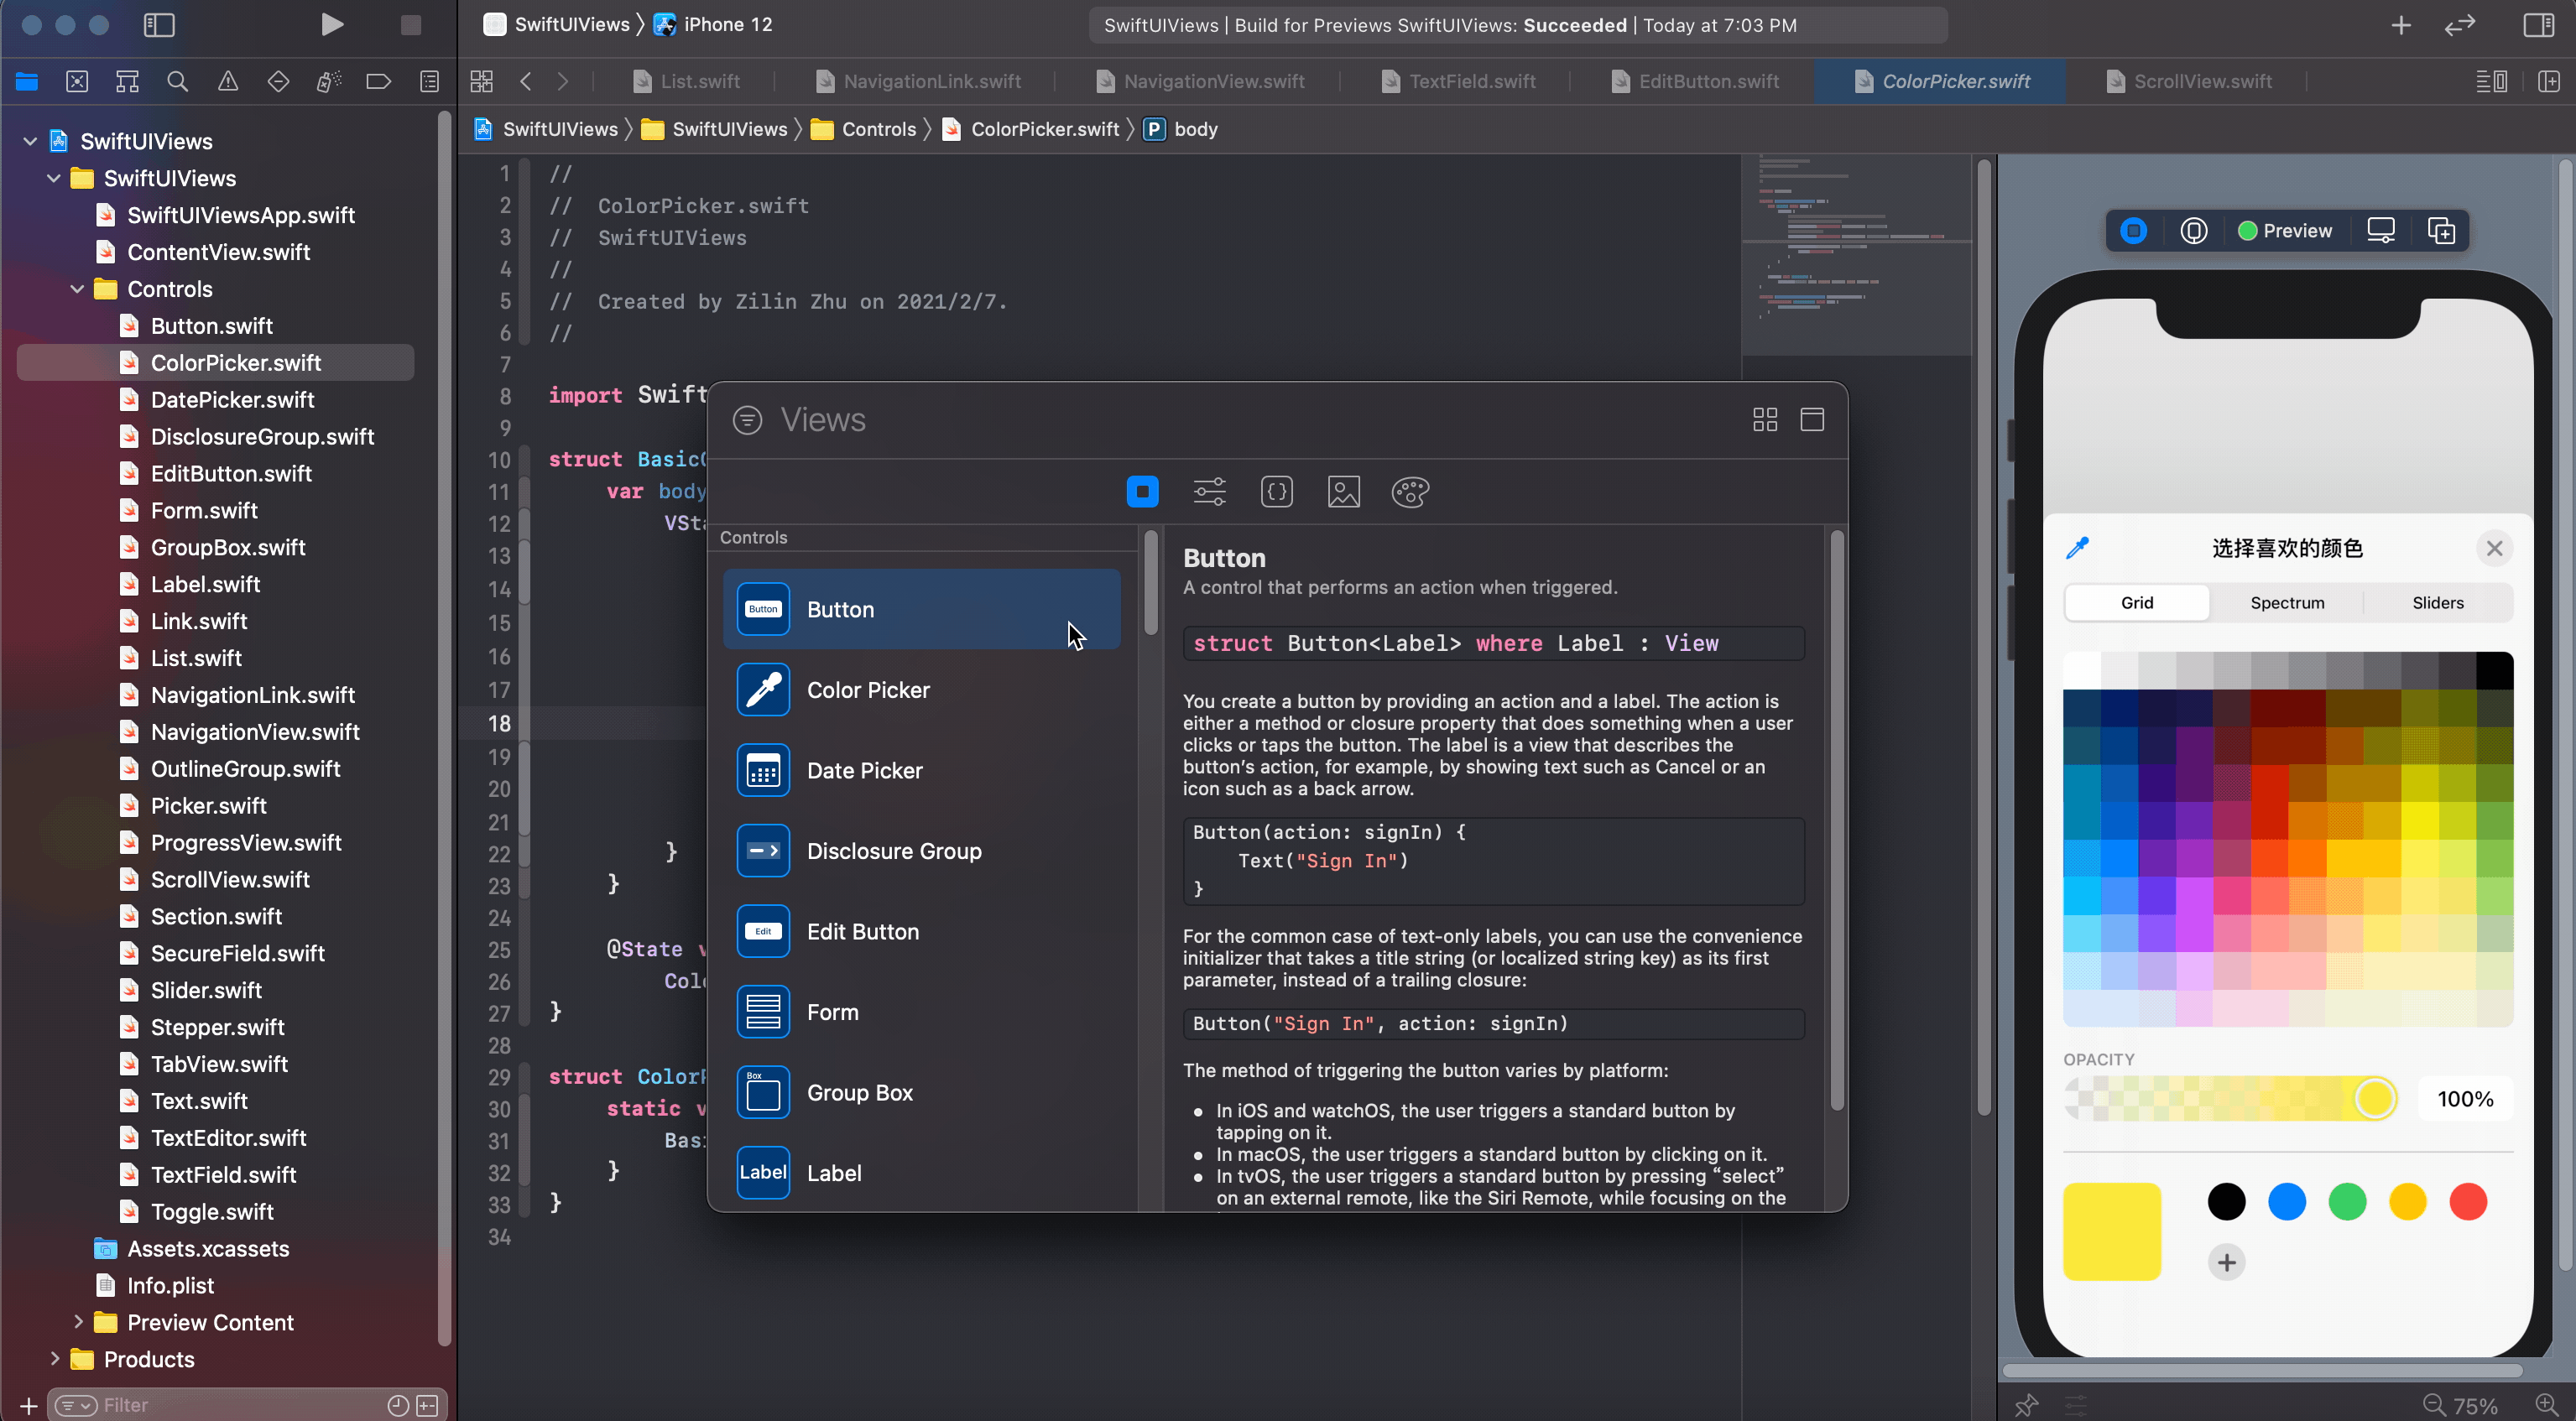 SwiftUIViews 〉 iPhone 12
SwiftUIViews | Build for Previews SwiftUIViews: Succeeded | Today at 7:03 PM
List.swift
NavigationLink.swift
NavigationView.swift
TextField.swift
EditButton.swift
ColorPicker.swift
ScrollView.swift
SwiftUIViews 〉 SwiftUIViews 〉 Controls 〉 ColorPicker.swift 〉 P body
SwiftUIViews
SwiftUIViews
SwiftUIViewsApp.swift
ContentView.swift
Controls
Button.swift
ColorPicker.swift
DatePicker.swift
DisclosureGroup.swift
EditButton.swift
Form.swift
GroupBox.swift
Label.swift
Link.swift
List.swift
NavigationLink.swift
NavigationView.swift
OutlineGroup.swift
Picker.swift
ProgressView.swift
ScrollView.swift
Section.swift
SecureField.swift
Slider.swift
Stepper.swift
TabView.swift
Text.swift
TextEditor.swift
TextField.swift
Toggle.swift
Assets.xcassets
Info.plist
Preview Content
Products
Filter
1 //
2 // ColorPicker.swift
3 // SwiftUIViews
4 //
5 // Created by Zilin Zhu on 2021/2/7.
6 //
7
8 import Swift
9
10 struct Basic
11 var body
12 VSta
13
14
15
16
17
18
19
20
21
22 }
23 }
24
25 @State v
26 Colo
27 }
28
29 struct ColorP
30 static v
31 Basi
32 }
33 }
34
Views
Controls
Button Button
Color Picker
Date Picker
Disclosure Group
Edit Edit Button
Form
Box Group Box
Label Label
Button
A control that performs an action when triggered.
struct Button<Label> where Label : View
You create a button by providing an action and a label. The action is
either a method or closure property that does something when a user
clicks or taps the button. The label is a view that describes the
button’s action, for example, by showing text such as Cancel or an
icon such as a back arrow.
Button(action: signIn) {
Text("Sign In")
}
For the common case of text-only labels, you can use the convenience
initializer that takes a title string (or localized string key) as its first
parameter, instead of a trailing closure:
Button("Sign In", action: signIn)
The method of triggering the button varies by platform:
• In iOS and watchOS, the user triggers a standard button by
tapping on it.
• In macOS, the user triggers a standard button by clicking on it.
• In tvOS, the user triggers a standard button by pressing “select”
on an external remote, like the Siri Remote, while focusing on the
Preview
选择喜欢的颜色
Grid
Spectrum
Sliders
OPACITY
100%
75%